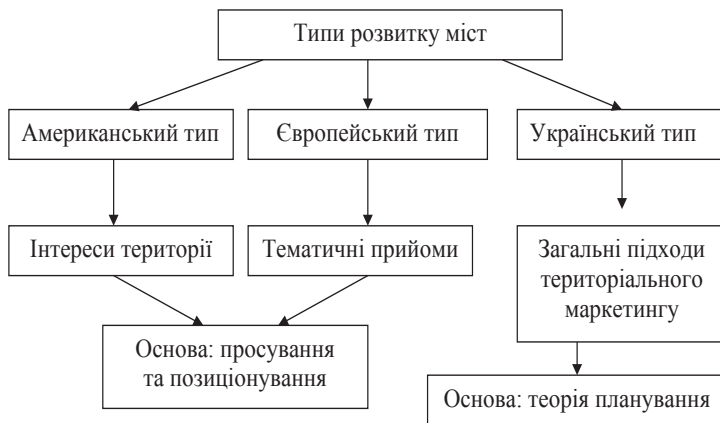 Типи розвитку міст
Американський тип
Європейський тип
Український тип
Інтереси території
Тематичні прийоми
Загальні підходи
територіального
маркетингу
Основа: просування
та позиціонування
Основа: теорія планування